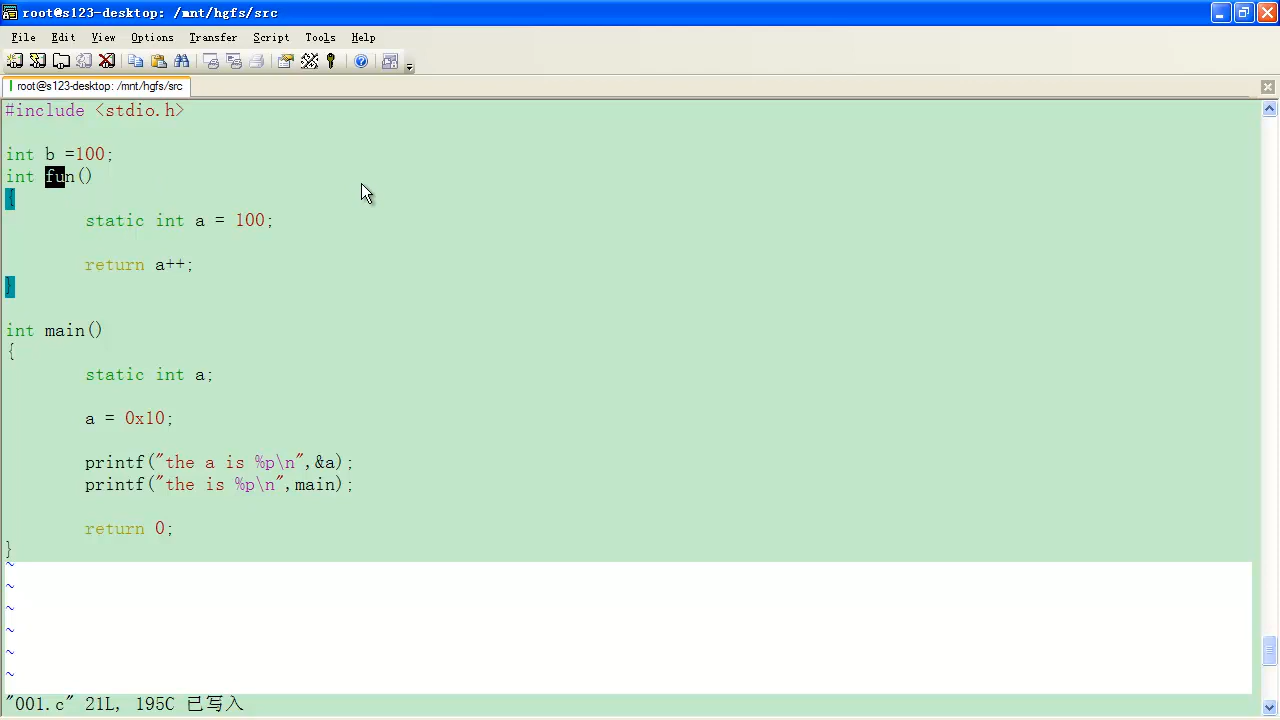 root@s123-desktop: /mnt/hgfs/src
File Edit View Options Transfer Script Tools Help
root@s123-desktop: /mnt/hgfs/src
#include <stdio.h>
int b =100;
int fun()
{
static int a = 100;
return a++;
}
int main()
{
static int a;
a = 0x10;
printf("the a is %p\n",&a);
printf("the is %p\n",main);
return 0;
}
~
~
~
~
~
~
"001.c" 21L, 195C 已写入